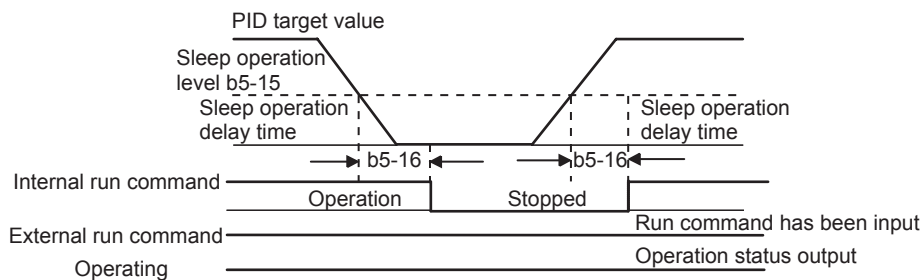 PID target value
Sleep operation
level b5-15
Sleep operation
delay time
Sleep operation
delay time
b5-16
b5-16
Internal run command
Operation
Stopped
Run command has been input
External run command
Operation status output
Operating